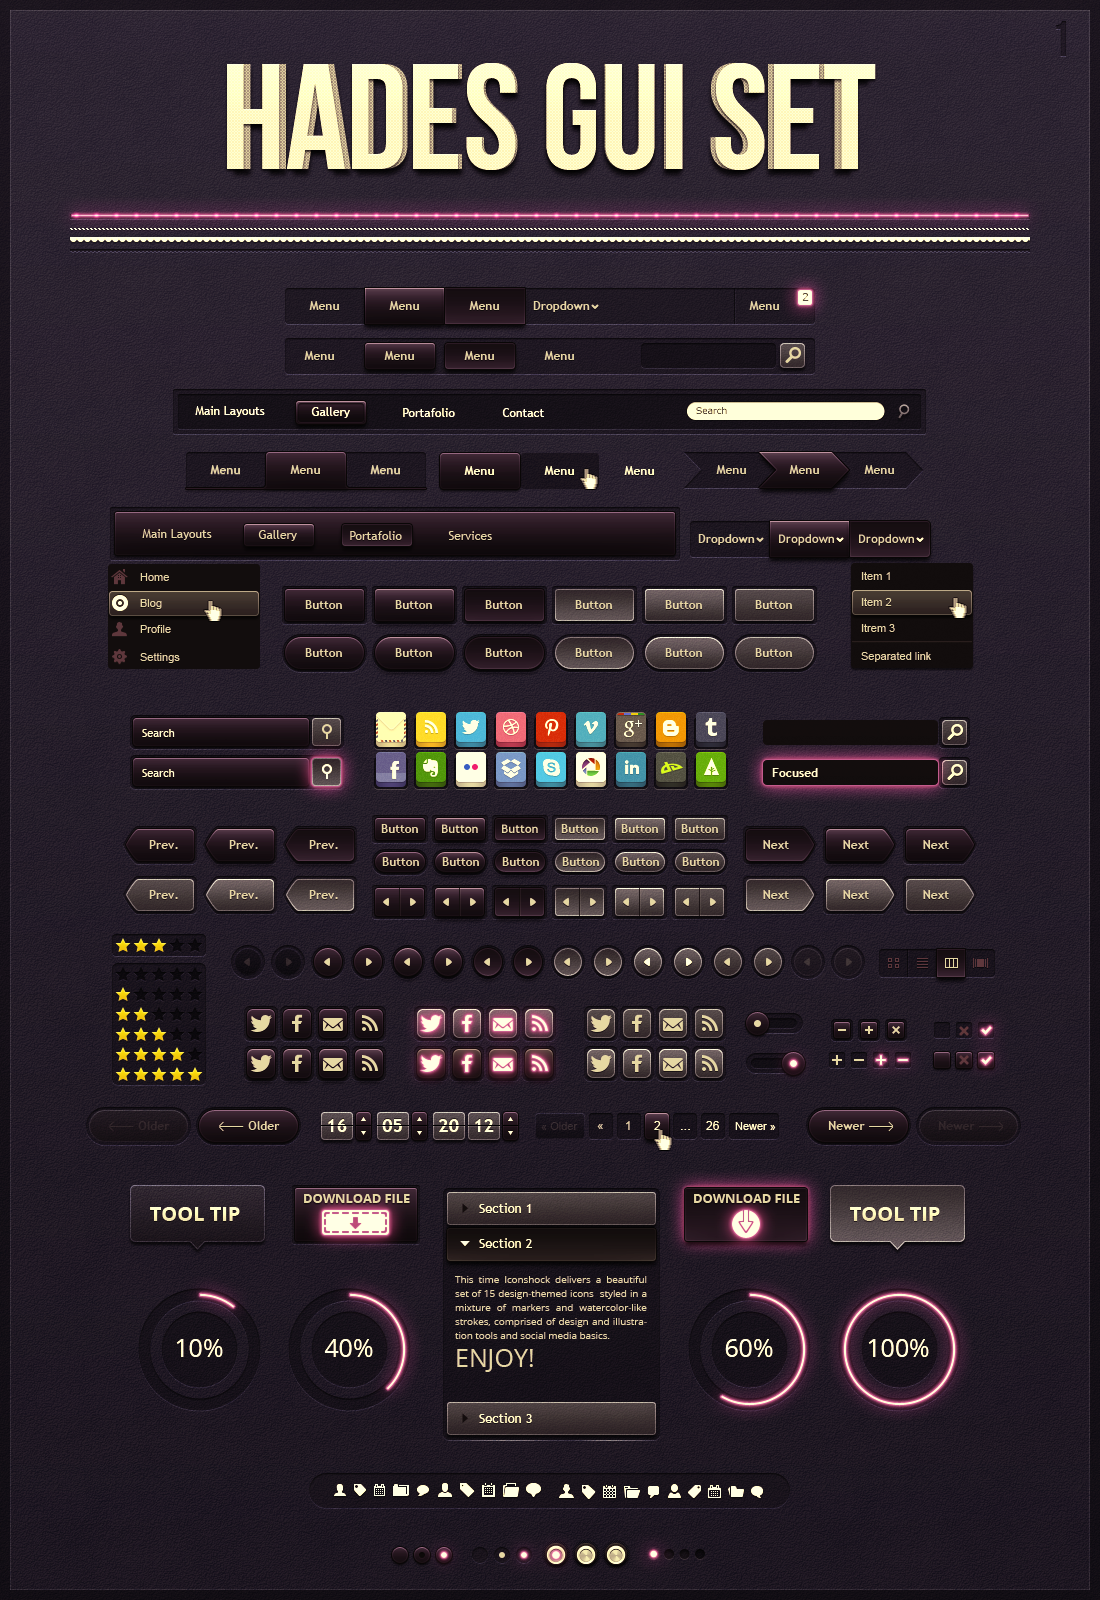 1
HADES GUI SET
Menu Menu Menu Dropdown Menu 2
Menu Menu Menu Menu
Main Layouts Gallery Portafolio Contact Search
Menu Menu Menu Menu Menu Menu Menu Menu Menu
Main Layouts Gallery Portafolio Services Dropdown Dropdown Dropdown
Home Item 1
Blog Button Button Button Button Button Button Item 2
Profile Itrem 3
Settings Button Button Button Button Button Button Separated link
Search
Search Focused
Button Button Button Button Button Button
Prev. Prev. Prev. Next Next Next
Button Button Button Button Button Button
Prev. Prev. Prev. Next Next Next
Older Older 16 05 20 12 « Older « 1 2 ... 26 Newer » Newer Newer
TOOL TIP DOWNLOAD FILE Section 1 DOWNLOAD FILE TOOL TIP
Section 2
This time Iconshock delivers a beautiful
set of 15 design-themed icons styled in a
mixture of markers and watercolor-like
strokes, comprised of design and illustra-
tion tools and social media basics.
ENJOY!
10% 40% 60% 100%
Section 3